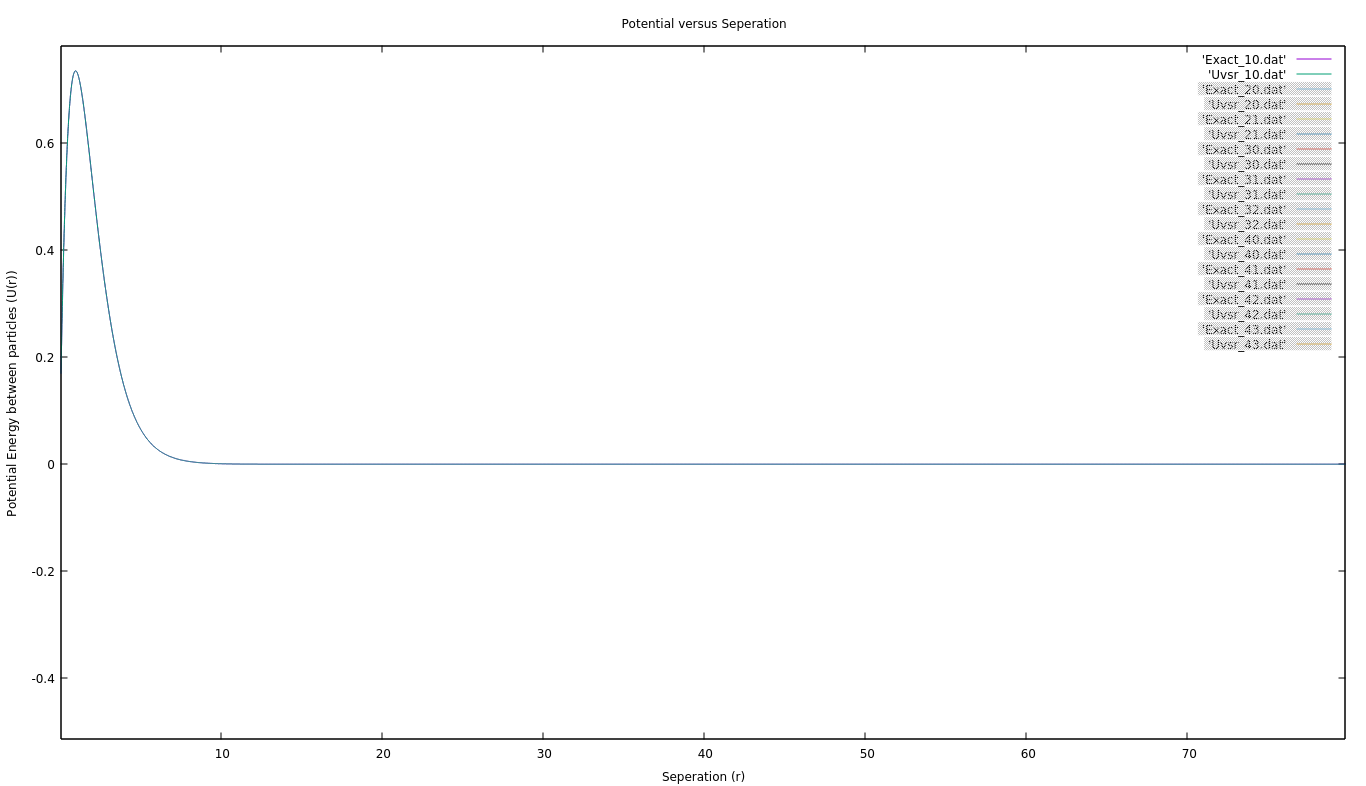 Potential versus Seperation
'Exact_10.dat'
'Uvsr_10.dat'
'Exact_20.dat'
'Uvsr_20.dat'
'Exact_21.dat'
'Uvsr_21.dat'
'Exact_30.dat'
'Uvsr_30.dat'
'Exact_31.dat'
'Uvsr_31.dat'
'Exact_32.dat'
'Uvsr_32.dat'
'Exact_40.dat'
'Uvsr_40.dat'
'Exact_41.dat'
'Uvsr_41.dat'
'Exact_42.dat'
'Uvsr_42.dat'
'Exact_43.dat'
'Uvsr_43.dat'
Potential Energy between particles (U(r))
0.6
0.4
0.2
0
-0.2
-0.4
10 20 30 40 50 60 70
Seperation (r)